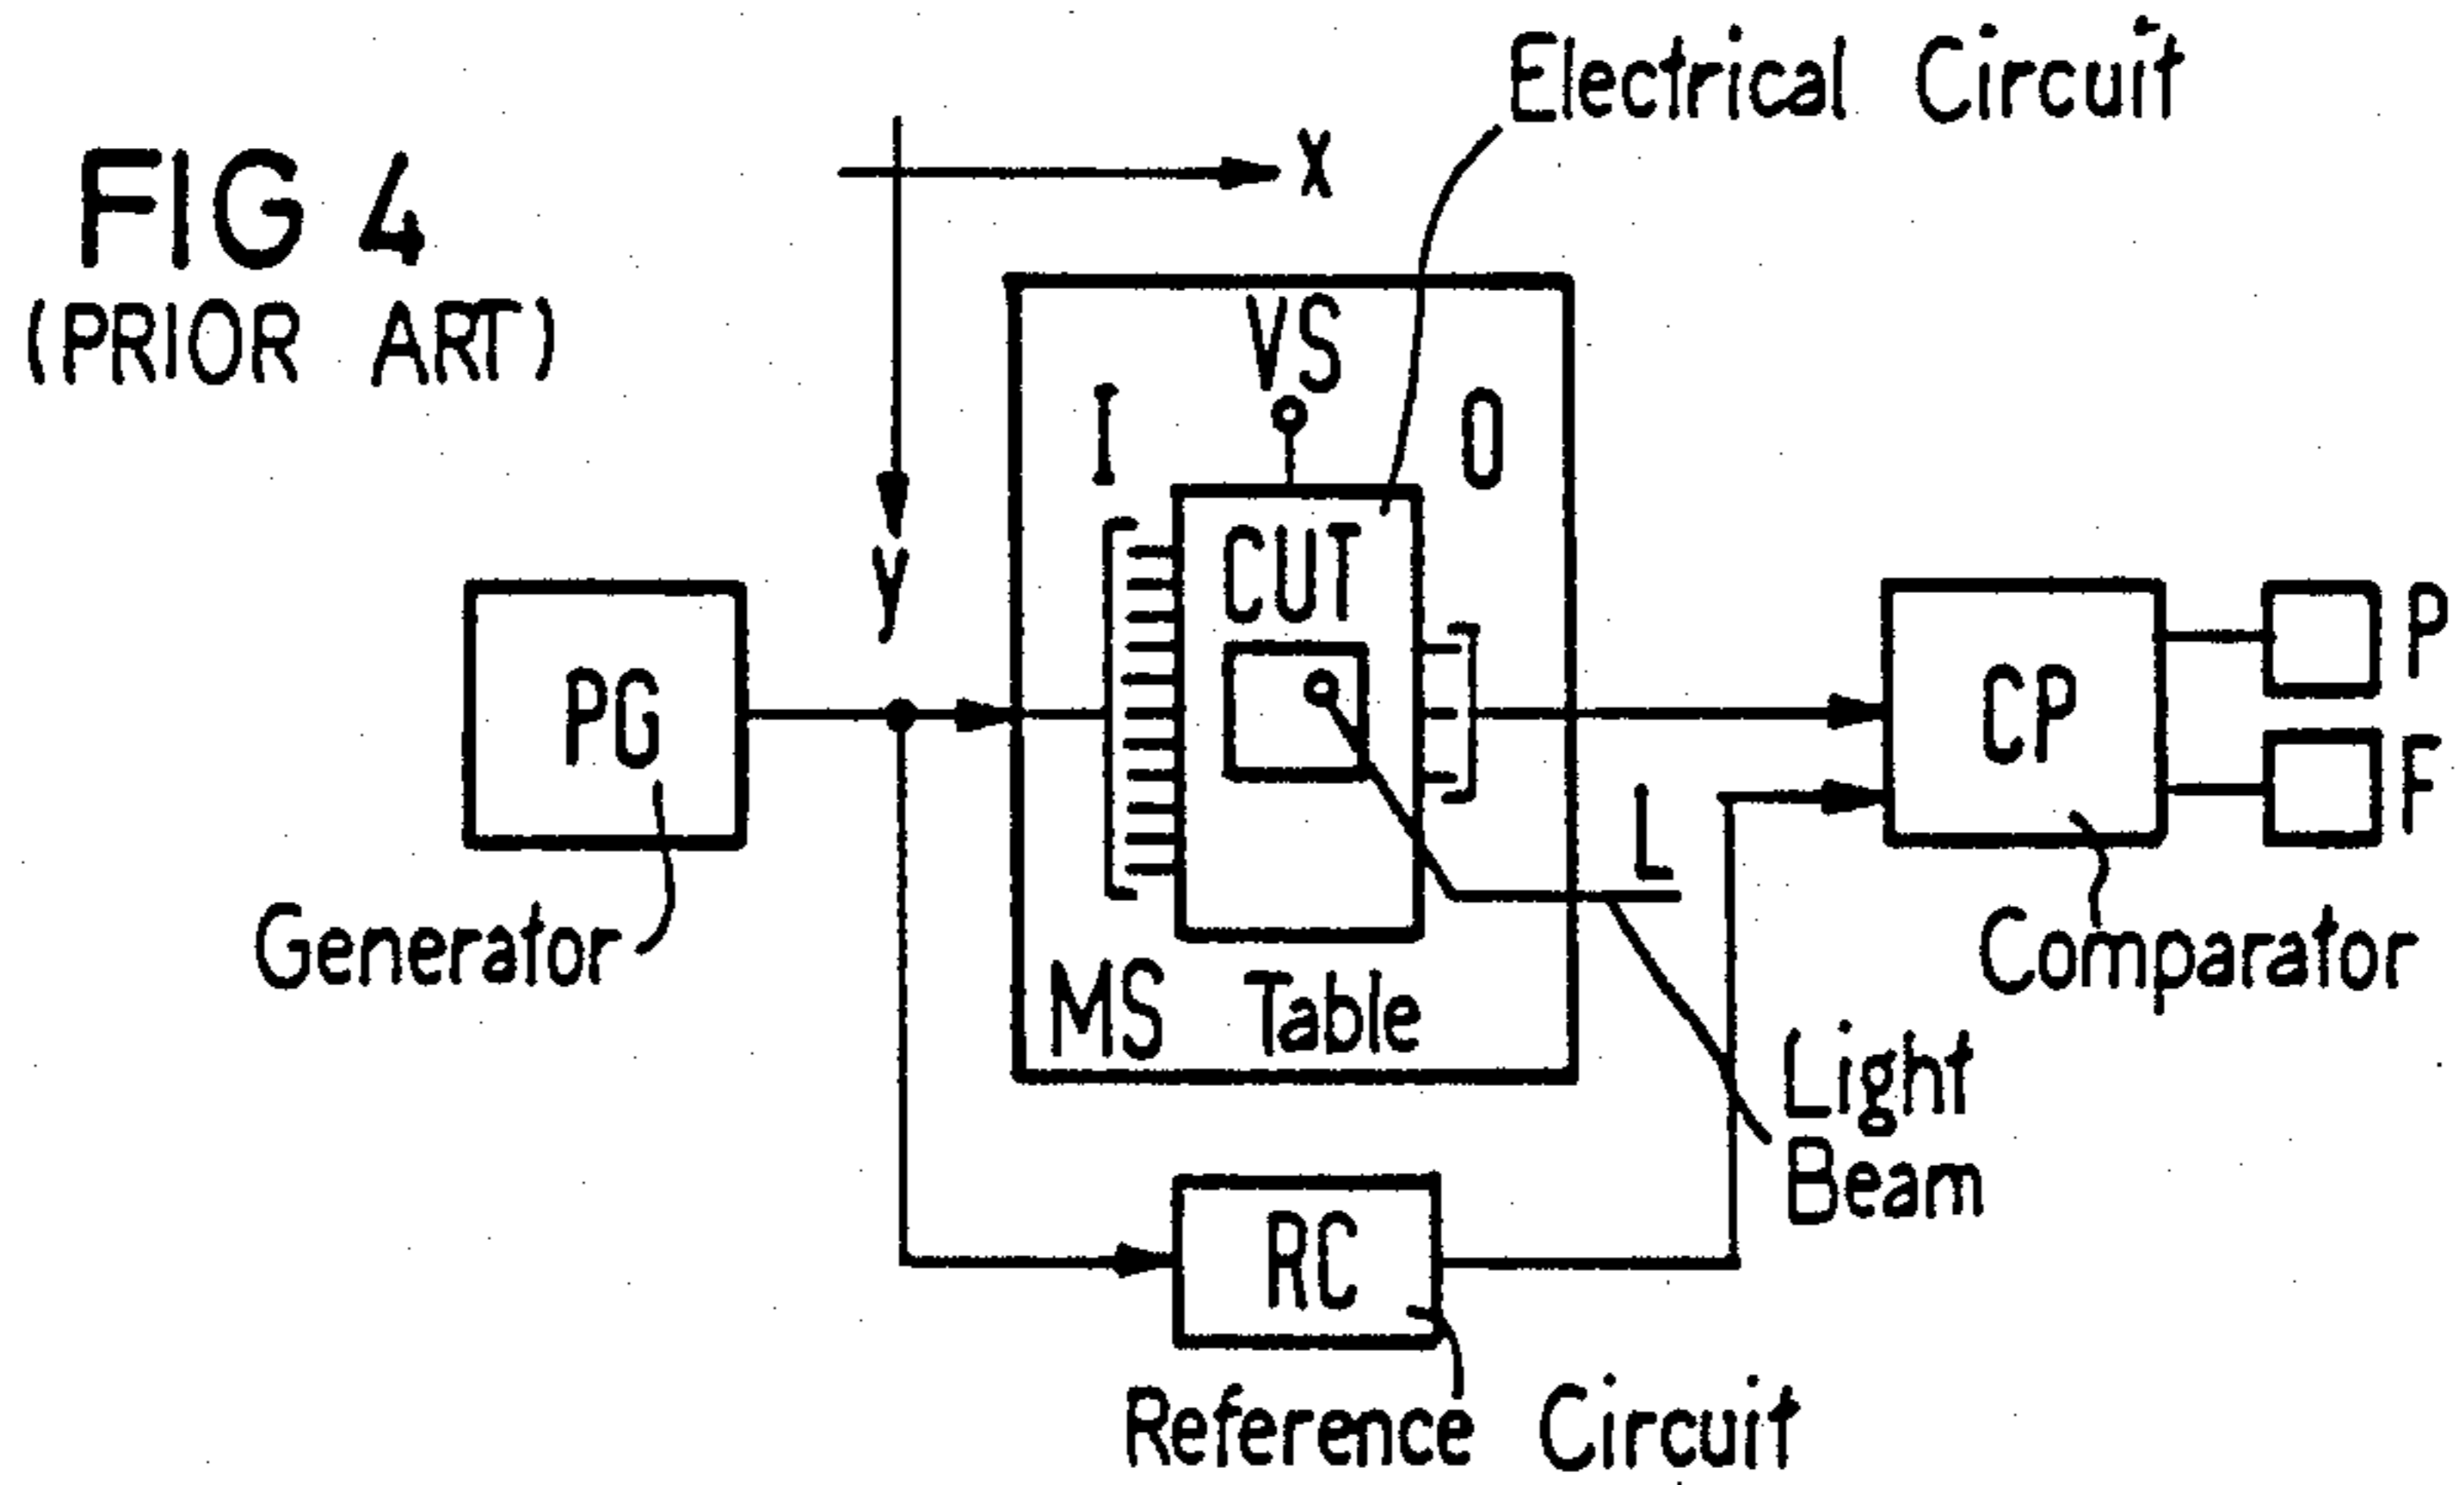 FIG 4
(PRIOR ART)
Electrical Circuit
x
y
VS
I
O
CUT
PG
CP
P
F
L
Generator
Comparator
MS Table
Light
Beam
RC
Reference Circuit